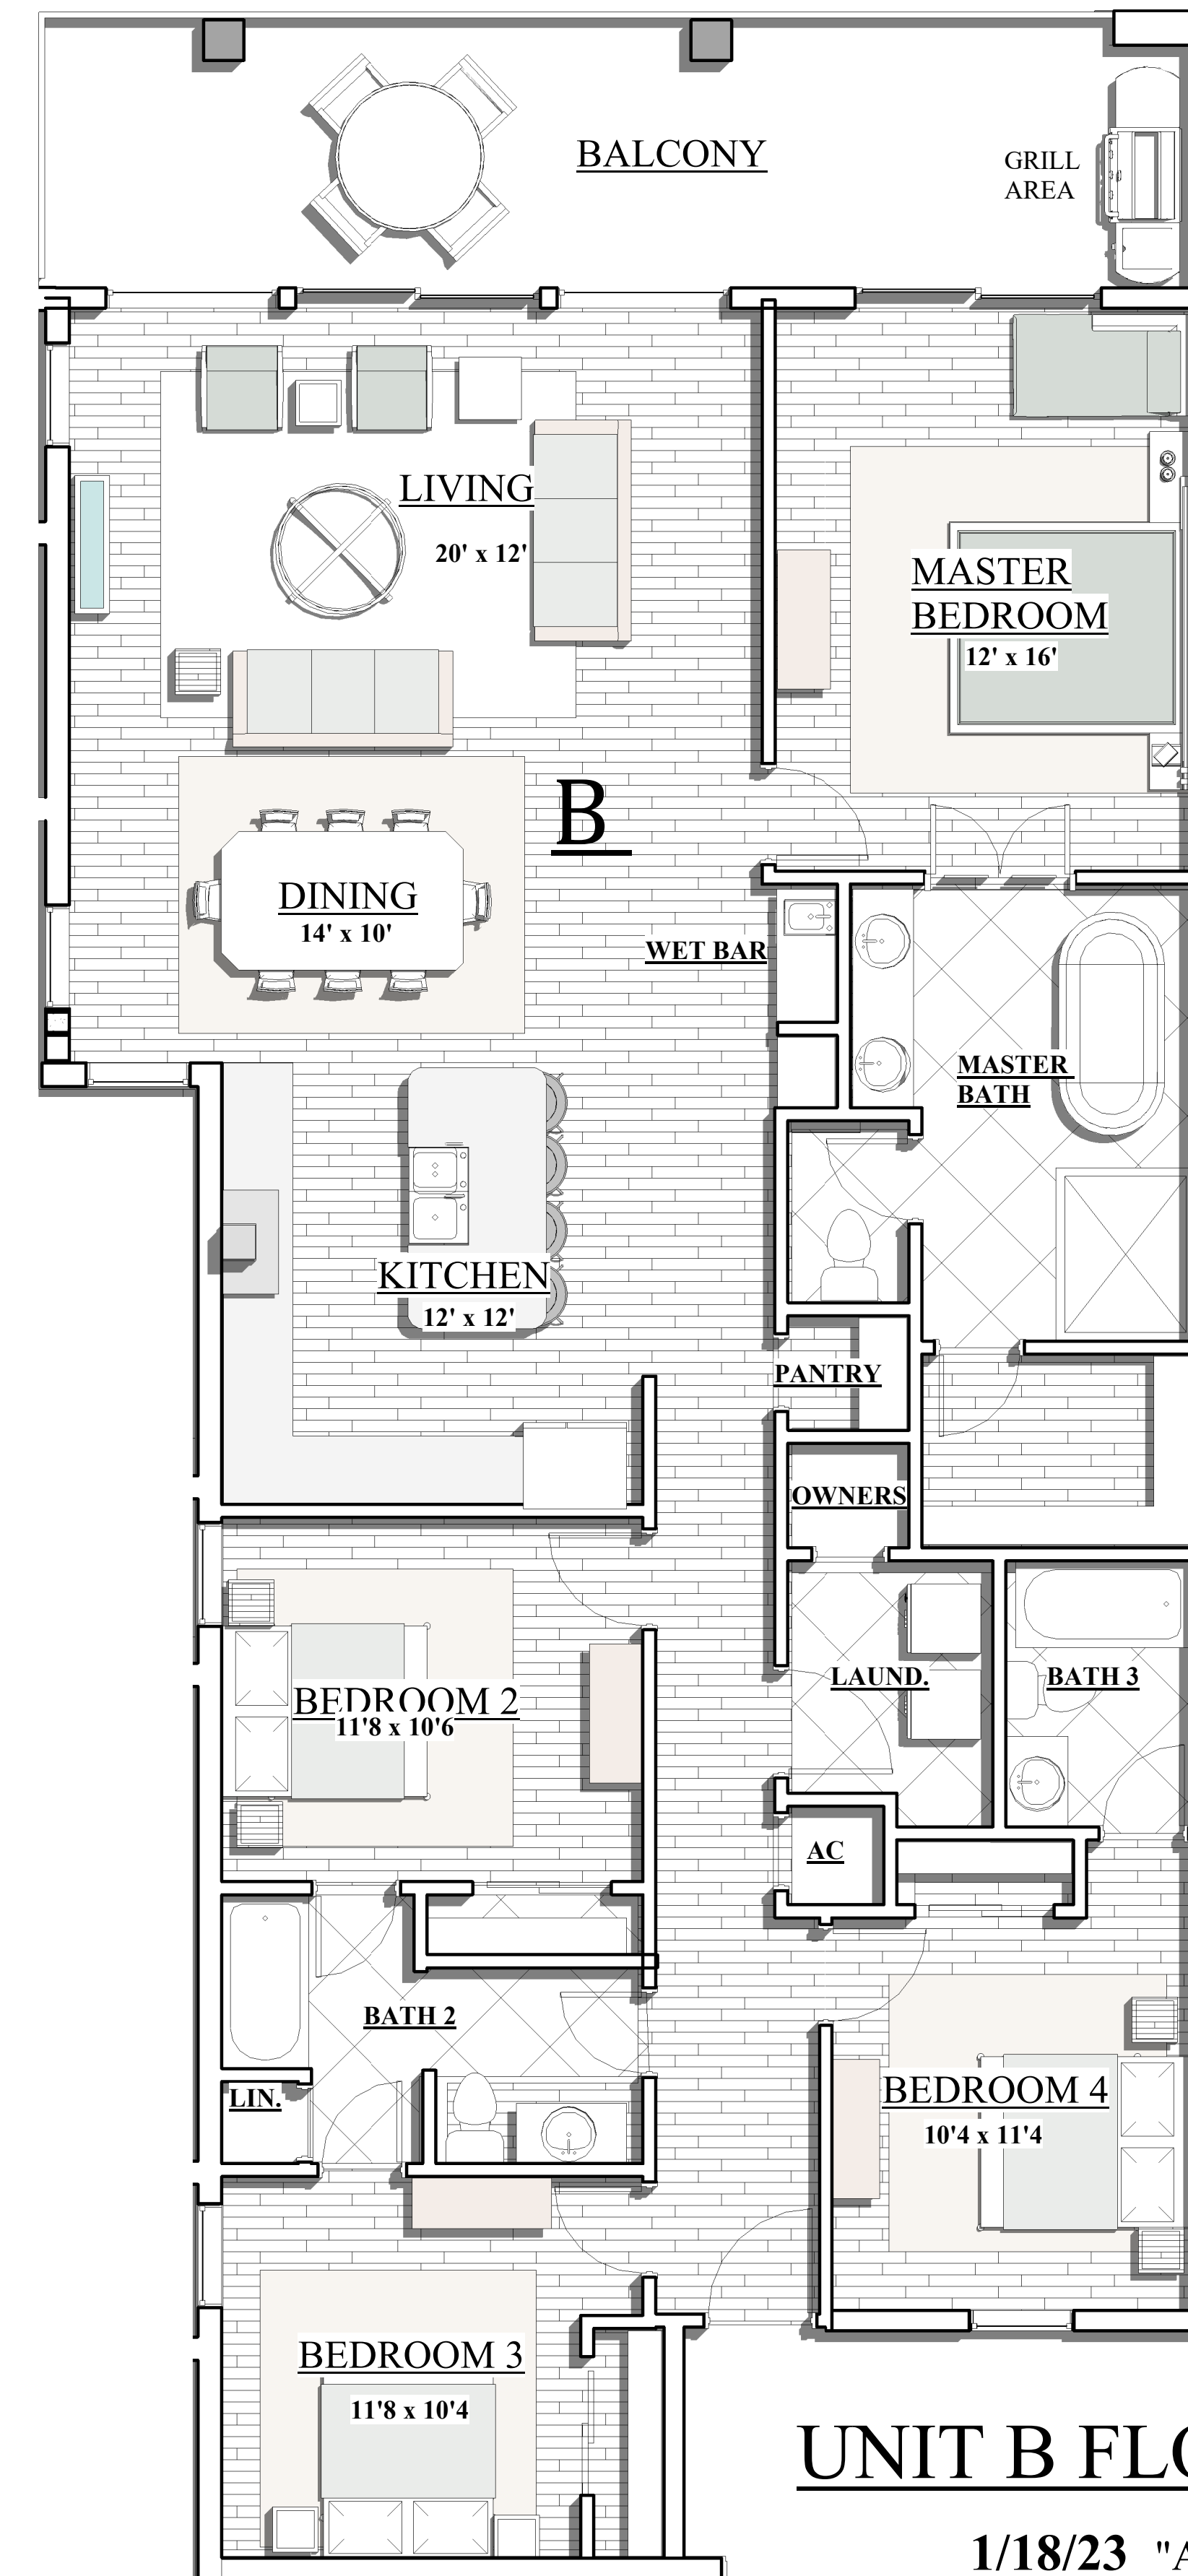 BALCONY
GRILL
AREA
LIVING
20' x 12'
MASTER
BEDROOM
12' x 16'
B
DINING
14' x 10'
WET BAR
MASTER
BATH
KITCHEN
12' x 12'
PANTRY
OWNERS
LAUND.
BATH 3
BEDROOM 2
11'8 x 10'6
AC
BATH 2
LIN.
BEDROOM 4
10'4 x 11'4
BEDROOM 3
11'8 x 10'4
UNIT B
1/18/23